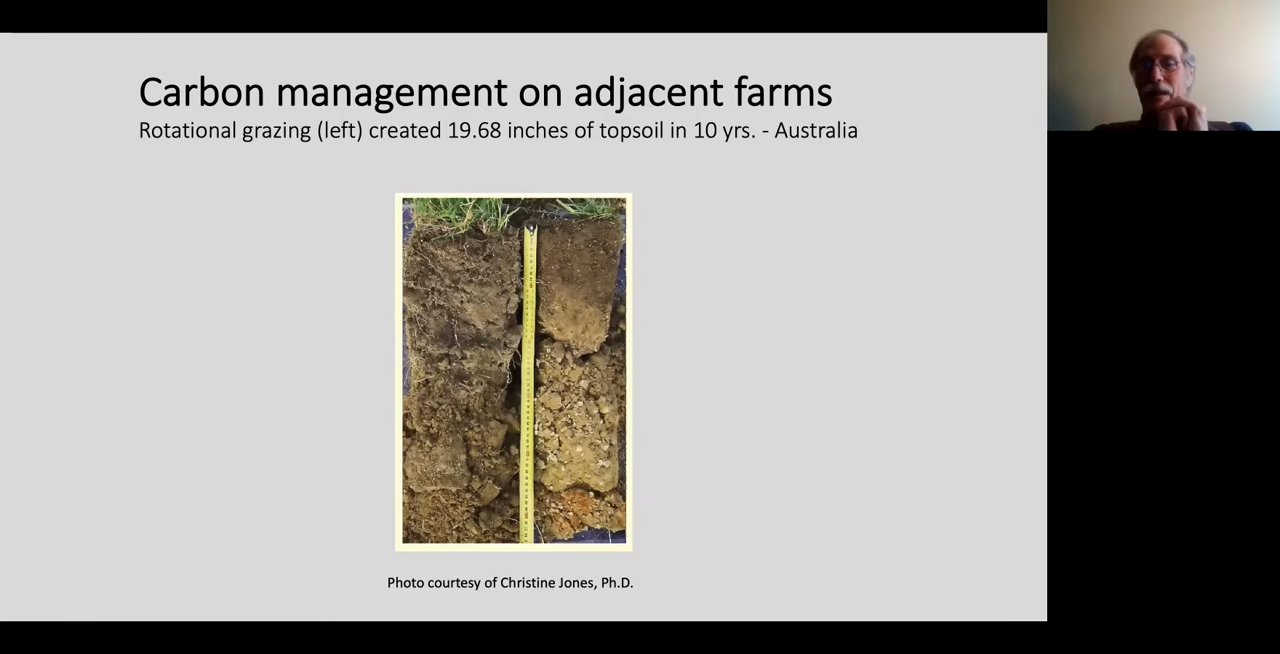 Carbon management on adjacent farms
Rotational grazing (left) created 19.68 inches of topsoil in 10 yrs. - Australia
Photo courtesy of Christine Jones, Ph.D.